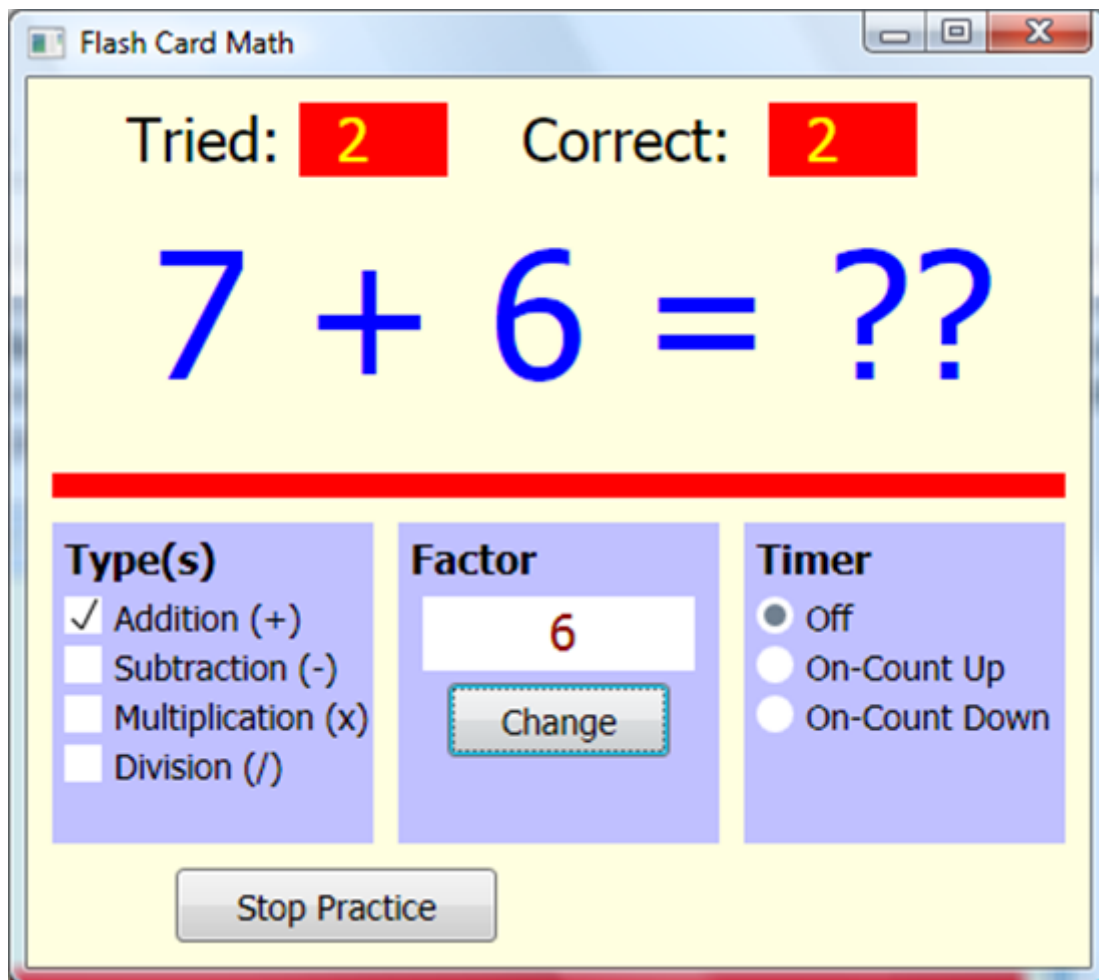 Flash Card Math
Tried: 2 Correct: 2
7 + 6 = ??
Type(s)
✓ Addition (+)
Subtraction (-)
Multiplication (x)
Division (/)
Factor
6
Change
Timer
Off
On-Count Up
On-Count Down
Stop Practice